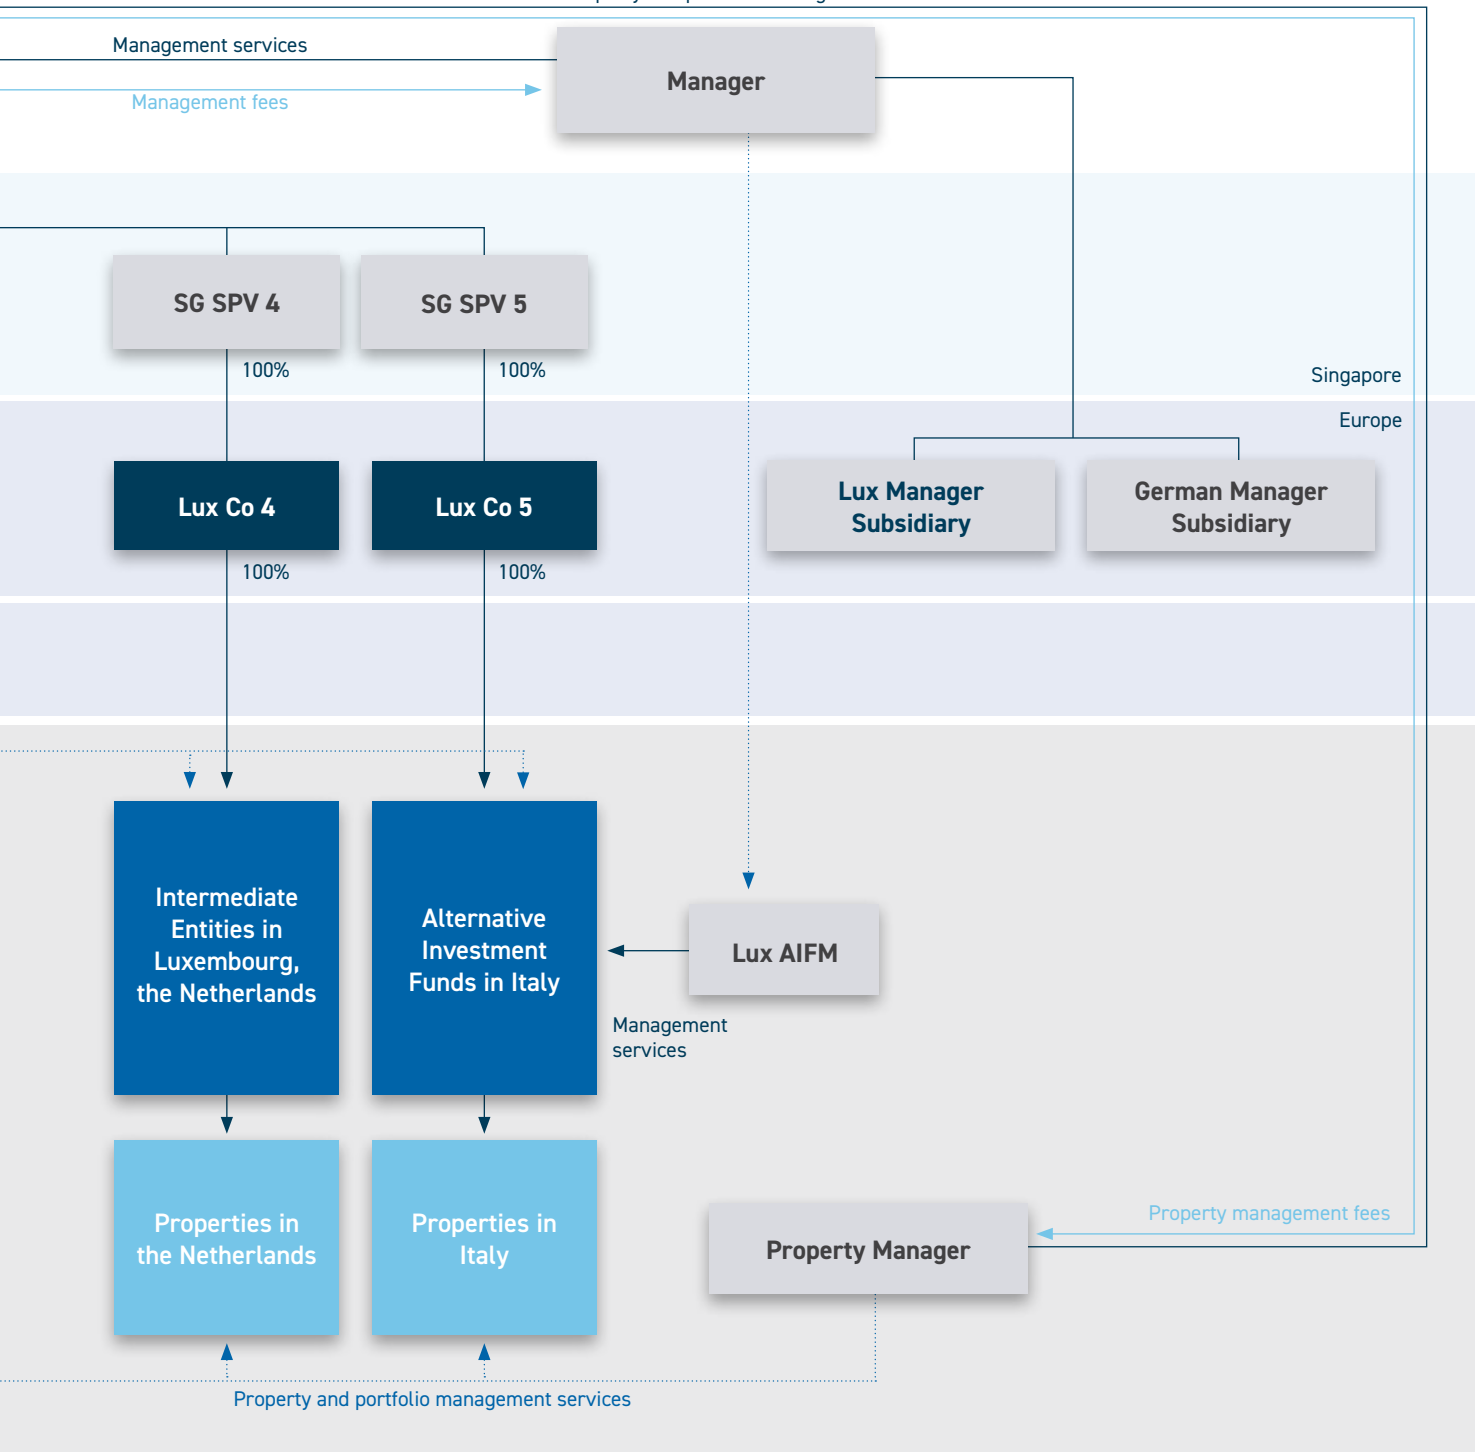 Management services
Manager
Management fees
SG SPV 4
SG SPV 5
100%
100%
Singapore
Europe
Lux Co 4
Lux Co 5
Lux Manager
Subsidiary
German Manager
Subsidiary
100%
100%
Intermediate
Entities in
Luxembourg,
the Netherlands
Alternative
Investment
Funds in Italy
Lux AIFM
Management
services
Properties in
the Netherlands
Properties in
Italy
Property management fees
Property Manager
Property and portfolio management services